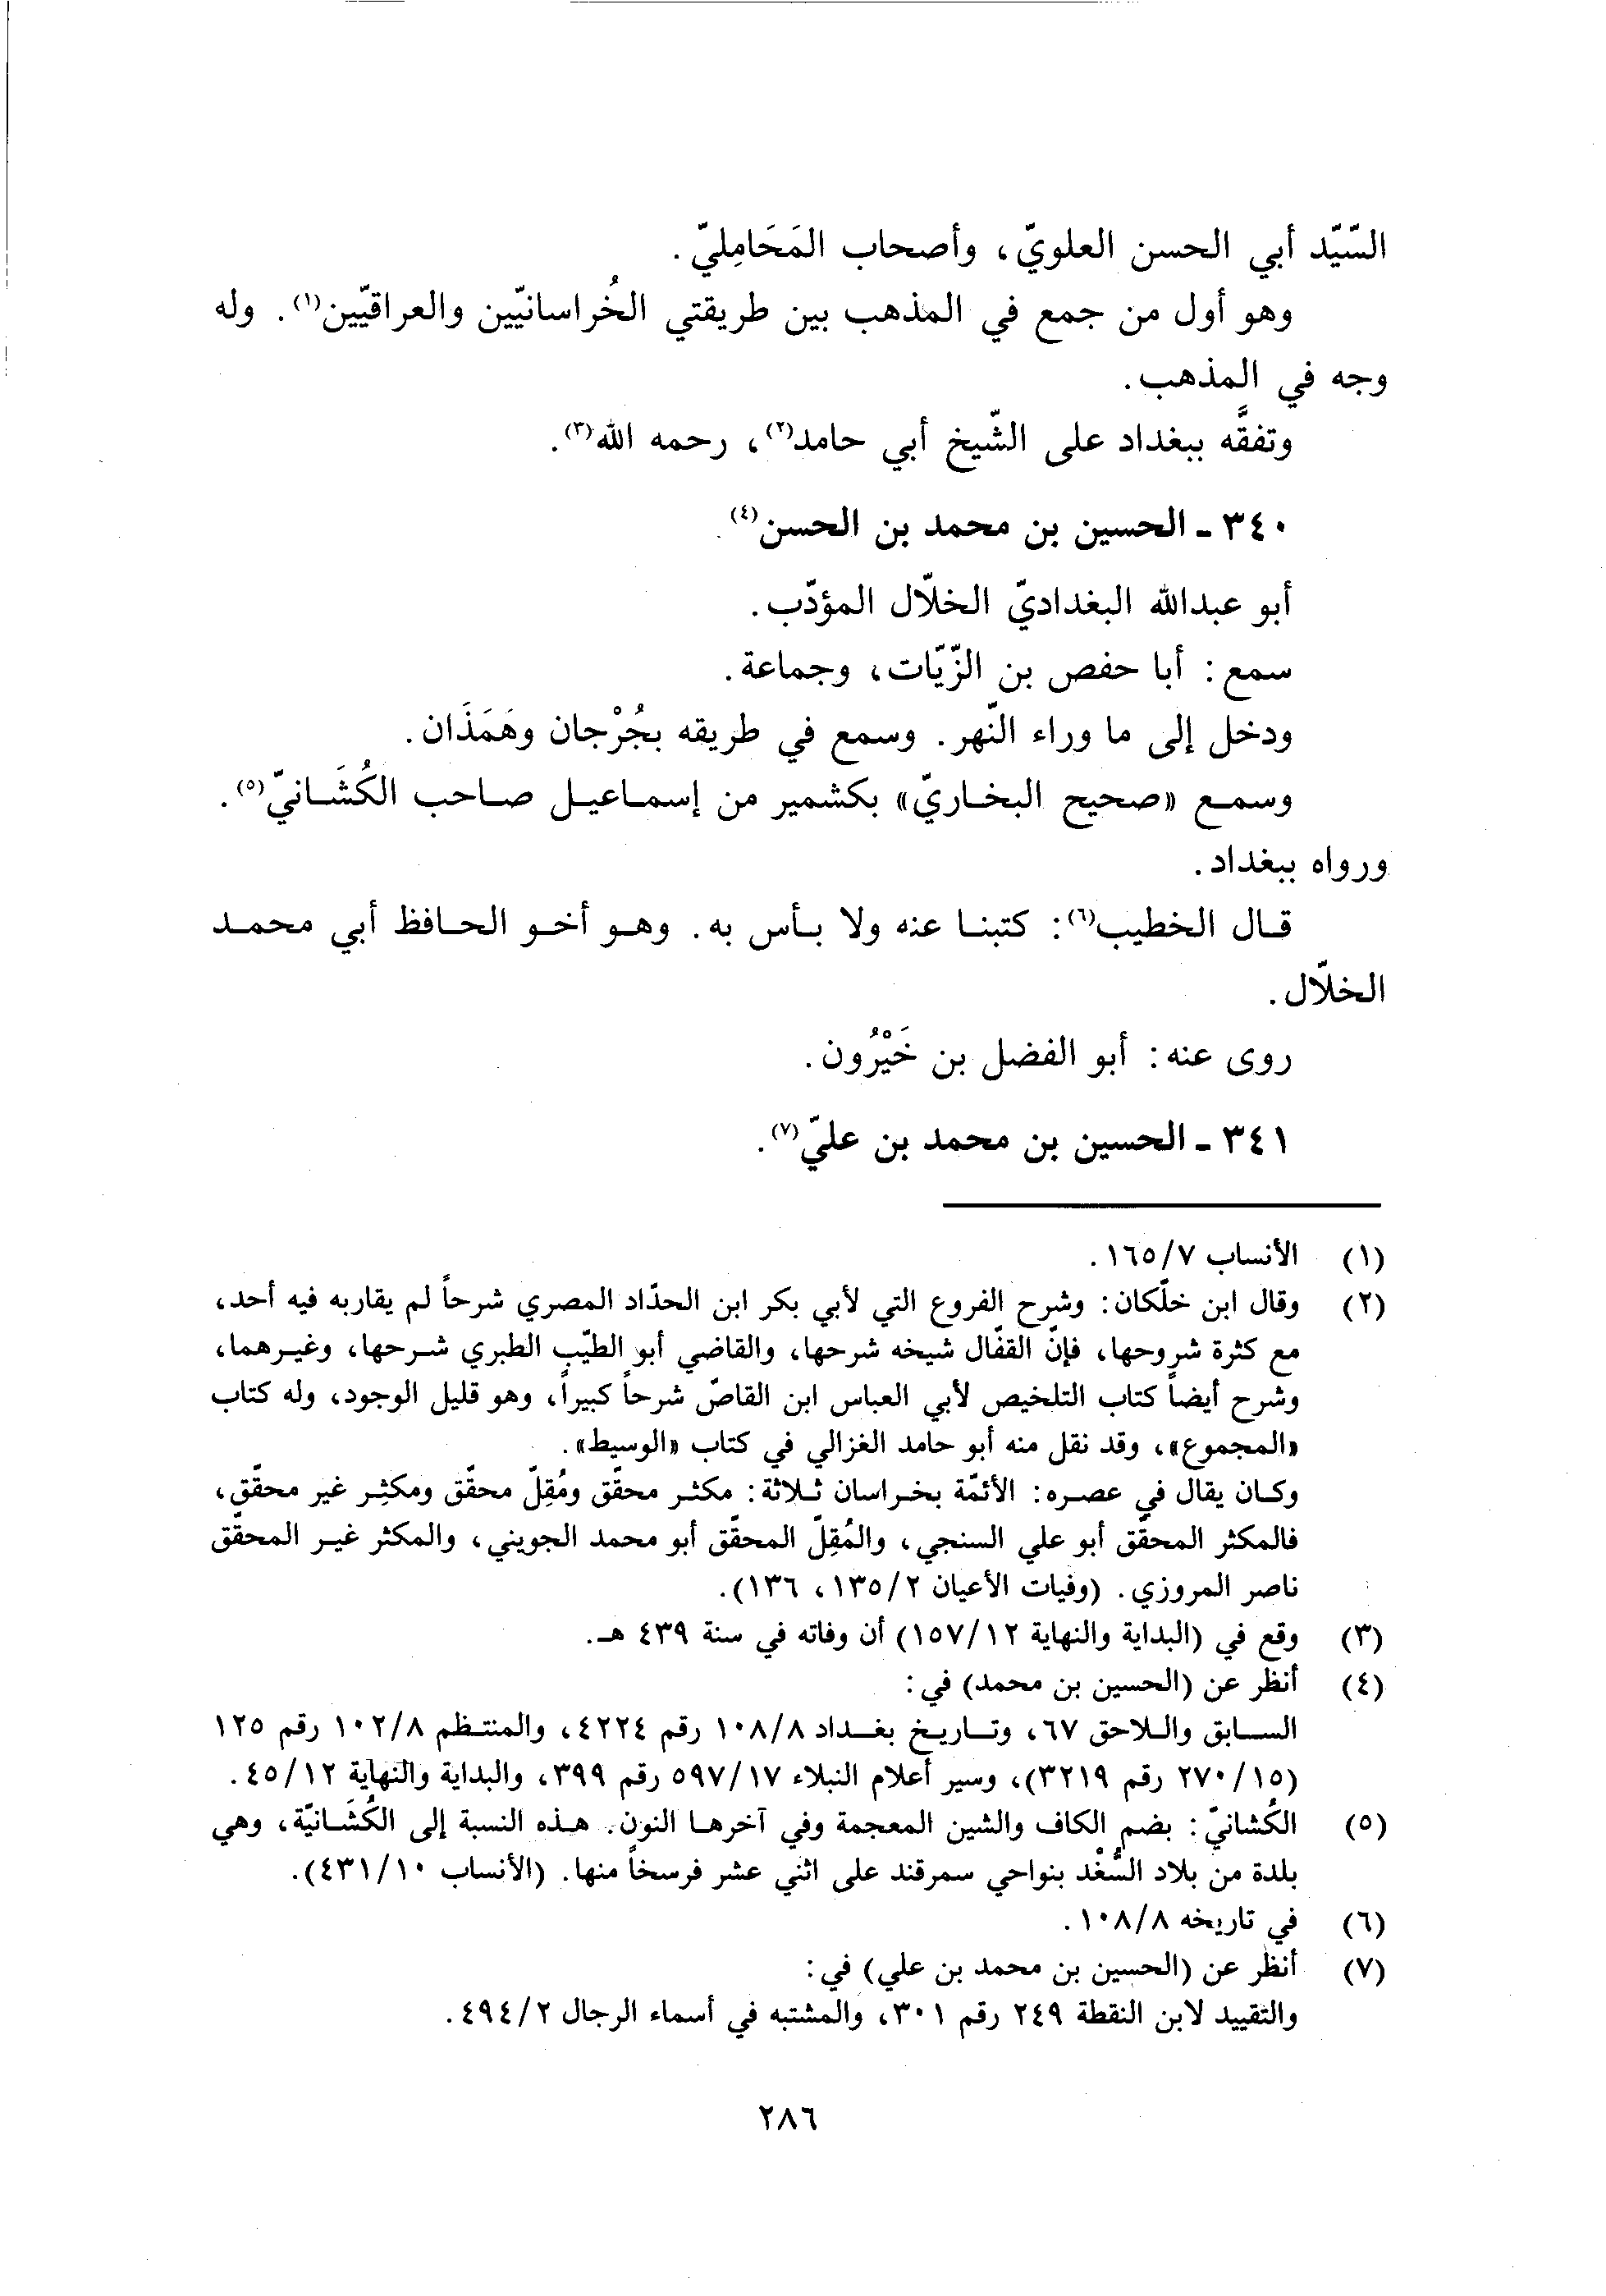 السّيّد أبي الحسن العلويّ، وأصحاب المَحَامِليّ.
وهو أول من جمع في المذهب بين طريقتي الخُراسانيّين والعراقيّين(١). وله
وجه في المذهب.
وتفقَّه ببغداد على الشّيخ أبي حامد(٢)، رحمه الله(٣).
٣٤٠ ـ الحسين بن محمد بن الحسن(٤).
أبو عبدالله البغداديّ الخلّال المؤدّب.
سمع: أبا حفص بن الزّيّات، وجماعة.
ودخل إلى ما وراء النّهر. وسمع في طريقه بجُرْجان وهَمَذَان.
وسمع «صحيح البخاريّ» بكشمير من إسماعيل صاحب الكُشَانيّ(٥).
ورواه ببغداد.
قال الخطيب(٦): كتبنا عنه ولا بأس به. وهو أخو الحافظ أبي محمد
الخلّال.
روى عنه: أبو الفضل بن خَيْرُون.
٣٤١ ـ الحسين بن محمد بن عليّ(٧).
(١) الأنساب ١٦٥/٧.
(٢) وقال ابن خلّكان: وشرح الفروع التي لأبي بكر ابن الحدّاد المصري شرحاً لم يقاربه فيه أحد،
مع كثرة شروحها، فإنّ القفّال شيخه شرحها، والقاضي أبو الطيّب الطبري شرحها، وغيرهما،
وشرح أيضاً كتاب التلخيص لأبي العباس ابن القاصّ شرحاً كبيراً، وهو قليل الوجود، وله كتاب
«المجموع»، وقد نقل منه أبو حامد الغزالي في كتاب «الوسيط».
وكان يقال في عصره: الأئمّة بخراسان ثلاثة: مكثر محقّق ومُقِلّ محقّق ومكثِر غير محقّق،
فالمكثر المحقّق أبو علي السنجي، والمُقِلّ المحقّق أبو محمد الجويني، والمكثر غير المحقّق
ناصر المروزي. (وفيات الأعيان ١٣٥/٢، ١٣٦).
(٣) وقع في (البداية والنهاية ١٥٧/١٢) أن وفاته في سنة ٤٣٩ هـ.
(٤) أنظر عن (الحسين بن محمد) في:
السابق واللاحق ٦٧، وتاريخ بغداد ١٠٨/٨ رقم ٤٢٢٤، والمنتظم ١٠٢/٨ رقم ١٢٥
(٢٧٠/١٥ رقم ٣٢١٩)، وسير أعلام النبلاء ٥٩٧/١٧ رقم ٣٩٩، والبداية والنهاية ٤٥/١٢.
(٥) الكُشانيّ: بضم الكاف والشين المعجمة وفي آخرها النون. هذه النسبة إلى الكُشَانيّة، وهي
بلدة من بلاد السُّغْد بنواحي سمرقند على اثني عشر فرسخاً منها. (الأنساب ٤٣١/١٠).
(٦) في تاريخه ١٠٨/٨.
(٧) أنظر عن (الحسين بن محمد بن علي) في:
والتقييد لابن النقطة ٢٤٩ رقم ٣٠١، والمشتبه في أسماء الرجال ٤٩٤/٢.
٢٨٦